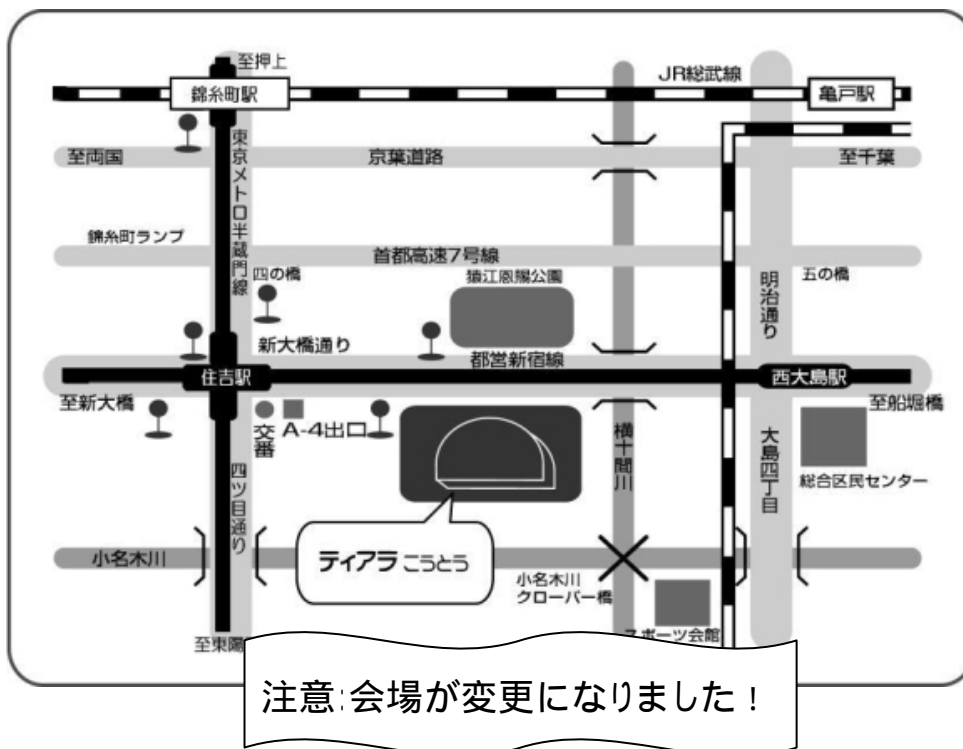 至押上
JR総武線
錦糸町駅
亀戸駅
東京メトロ半蔵門線
至両国
京葉道路
至千葉
錦糸町ランプ
首都高速7号線
四の橋
猿江恩賜公園
明治通り
五の橋
新大橋通り
都営新宿線
住吉駅
西大島駅
至新大橋
至船堀橋
交番
A-4出口
横十間川
大島四丁目
総合区民センター
四ツ目通り
ティアラこうとう
小名木川
小名木川
クローバー橋
スポーツ会館
至東陽
注意:会場が変更になりました!